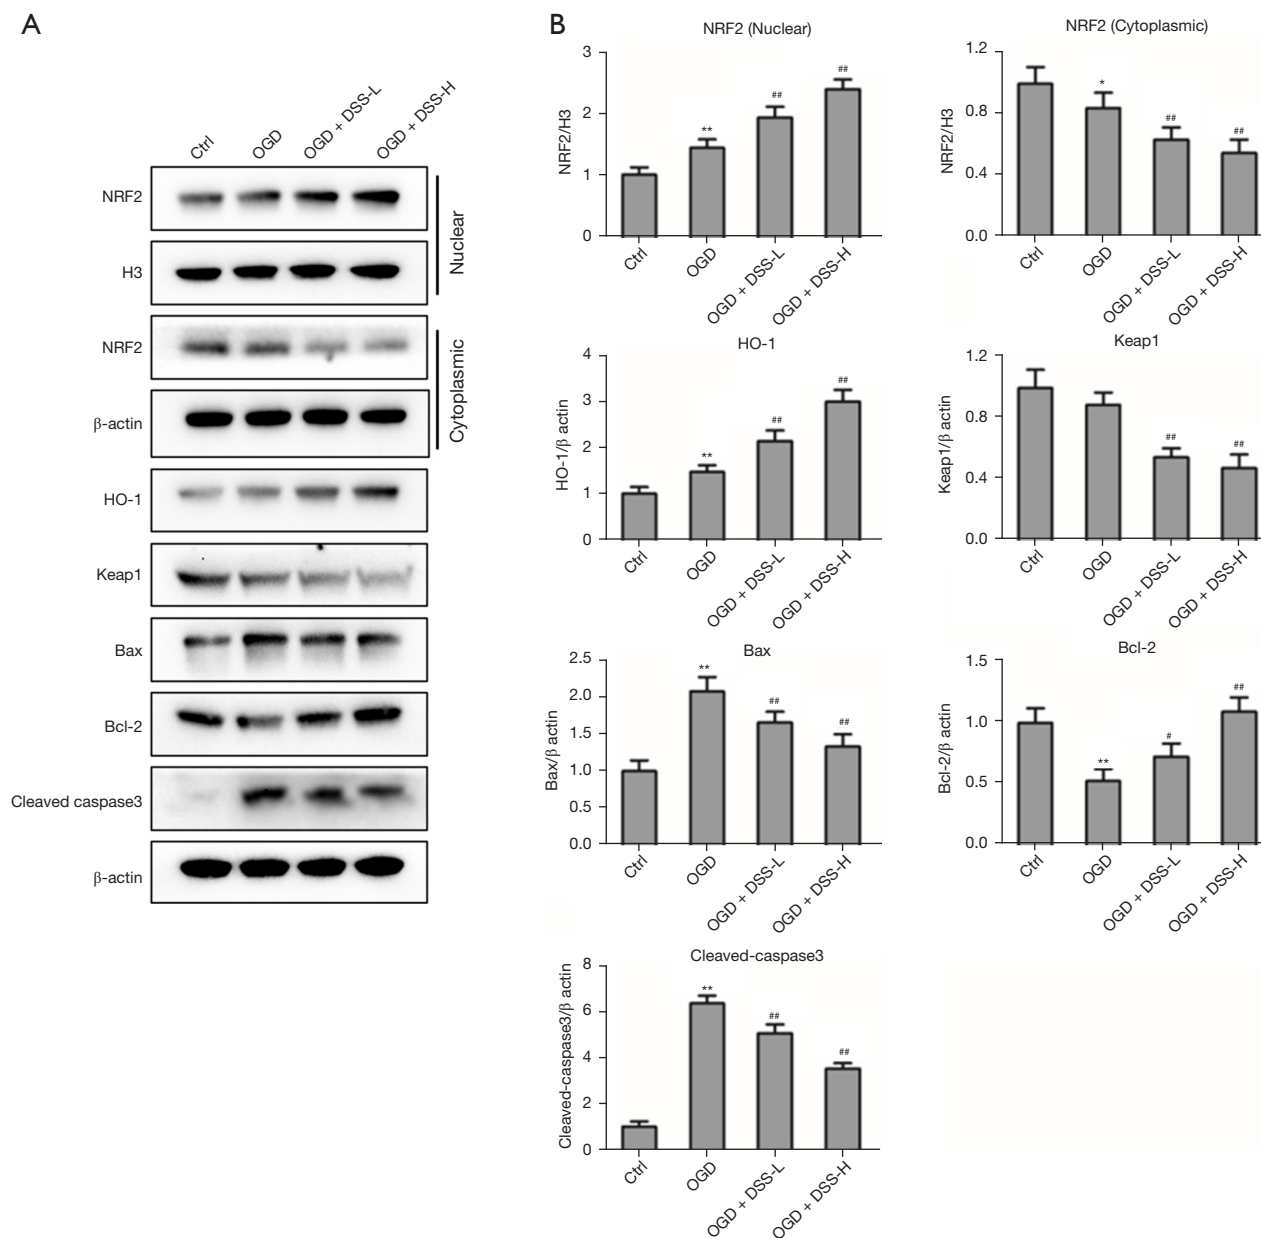 A
Ctrl
OGD
OGD + DSS-L
OGD + DSS-H
NRF2
H3
Nuclear
NRF2
β-actin
Cytoplasmic
HO-1
Keap1
Bax
Bcl-2
Cleaved caspase3
β-actin
B
NRF2 (Nuclear)
NRF2/H3
3
2
1
0
**
##
##
Ctrl
OGD
OGD + DSS-L
OGD + DSS-H
NRF2 (Cytoplasmic)
NRF2/H3
1.2
0.8
0.4
0.0
*
##
##
Ctrl
OGD
OGD + DSS-L
OGD + DSS-H
HO-1
HO-1/β actin
4
3
2
1
0
**
##
##
Ctrl
OGD
OGD + DSS-L
OGD + DSS-H
Keap1
Keap1/β actin
1.2
0.8
0.4
0.0
##
##
Ctrl
OGD
OGD + DSS-L
OGD + DSS-H
Bax
Bax/β actin
2.5
2.0
1.5
1.0
0.5
0.0
**
##
##
Ctrl
OGD
OGD + DSS-L
OGD + DSS-H
Bcl-2
Bcl-2/β actin
1.5
1.0
0.5
0.0
**
#
##
Ctrl
OGD
OGD + DSS-L
OGD + DSS-H
Cleaved-caspase3
Cleaved-caspase3/β actin
8
6
4
2
0
**
##
##
Ctrl
OGD
OGD + DSS-L
OGD + DSS-H